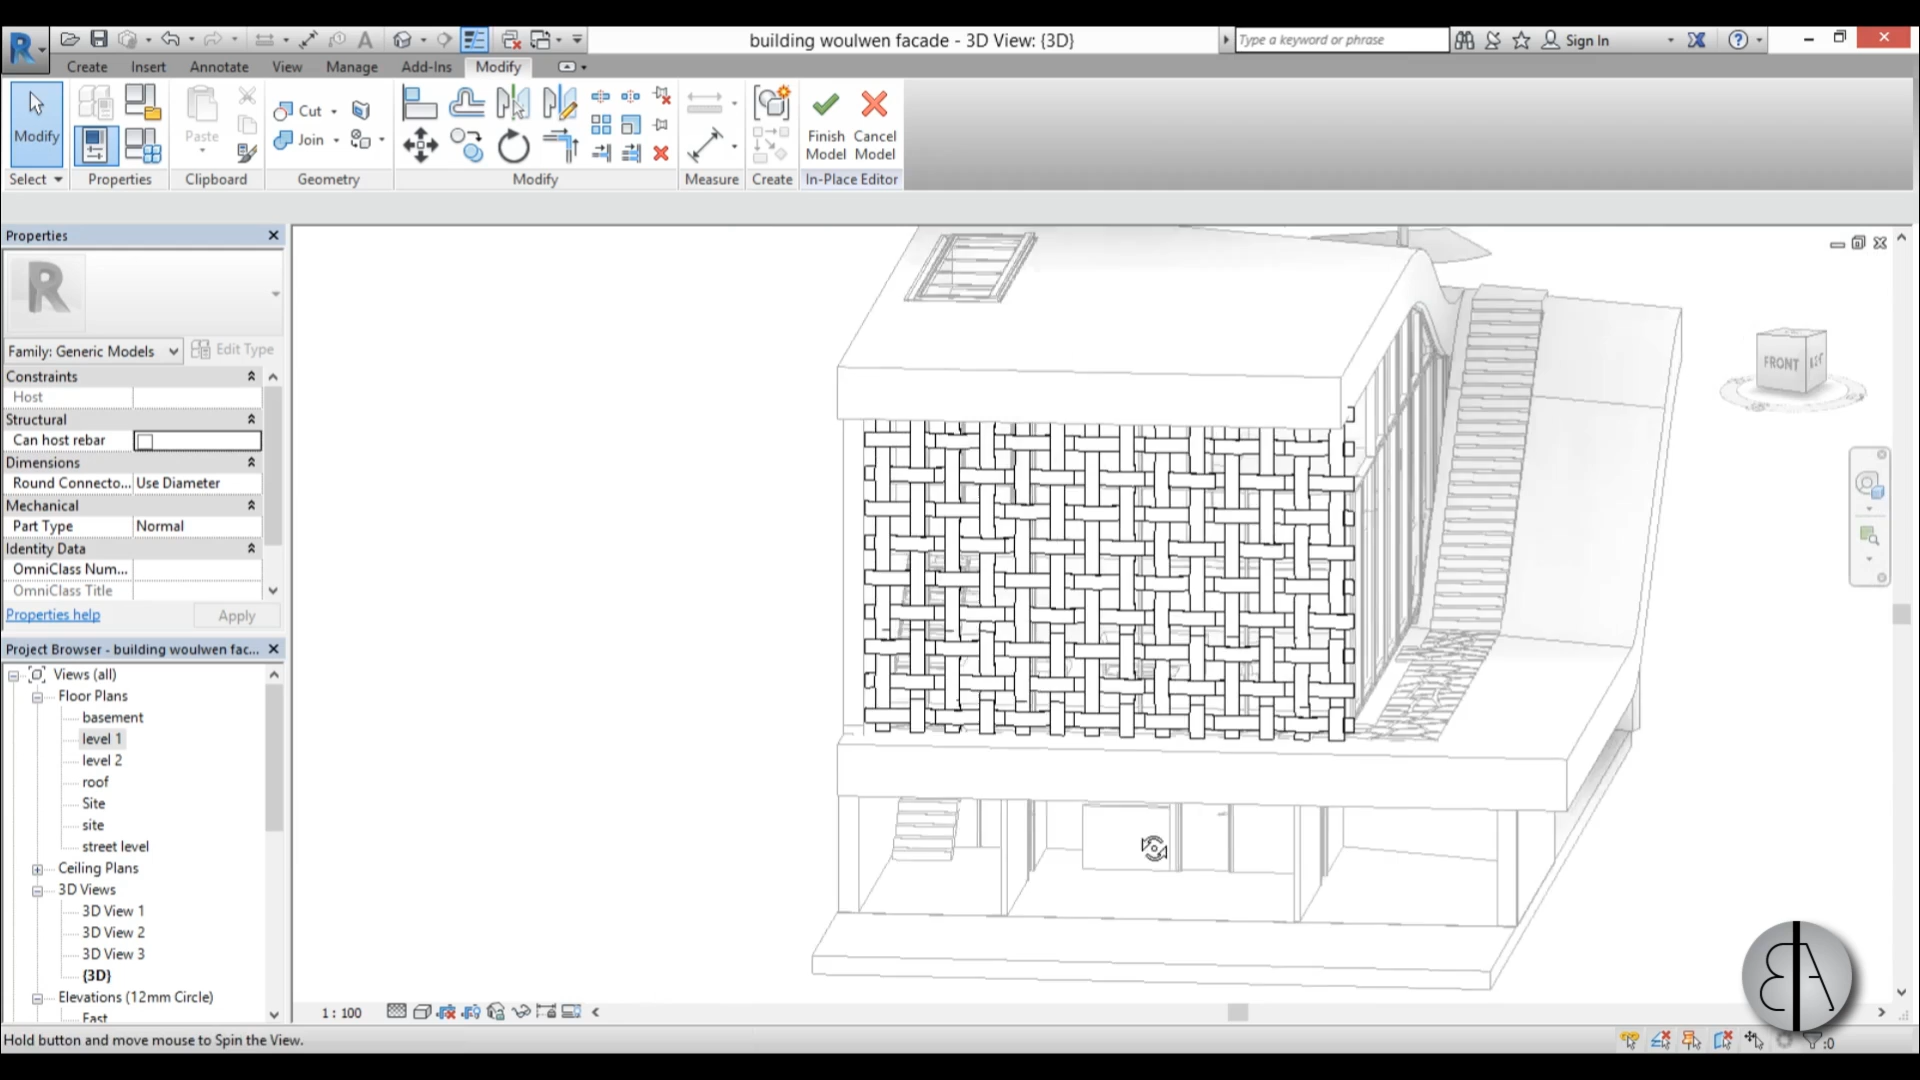 building woulwen facade - 3D View: {3D}
Type a keyword or phrase
Sign In
Create Insert Annotate View Manage Add-Ins Modify
Modify
Cut
Join
Paste
Finish Model
Cancel Model
Select Properties Clipboard Geometry Modify Measure Create In-Place Editor
Properties
R
Family: Generic Models
Edit Type
Constraints
Host
Structural
Can host rebar
Dimensions
Round Connecto... Use Diameter
Mechanical
Part Type Normal
Identity Data
OmniClass Num...
OmniClass Title
Properties help
Apply
Project Browser - building woulwen fac...
Views (all)
Floor Plans
basement
level 1
level 2
roof
Site
site
street level
Ceiling Plans
3D Views
3D View 1
3D View 2
3D View 3
{3D}
Elevations (12mm Circle)
East
FRONT
1 : 100
Hold button and move mouse to Spin the View.
:0